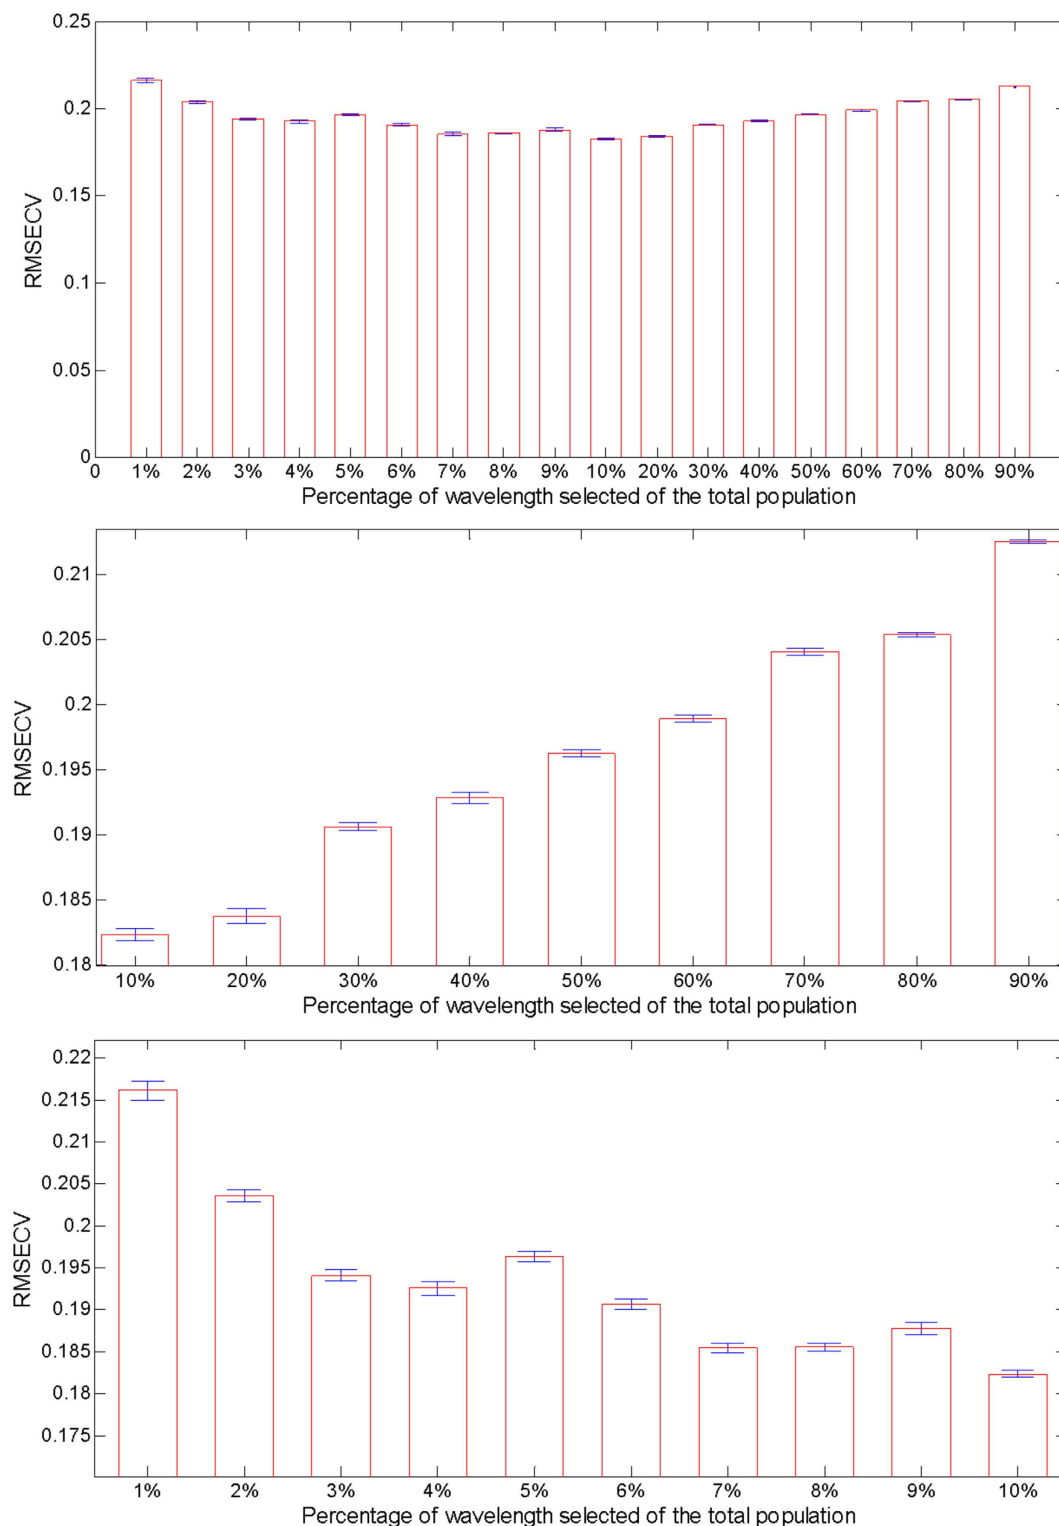 0.25
0.2
0.15
0.1
0.05
0
RMSECV
0 1% 2% 3% 4% 5% 6% 7% 8% 9% 10% 20% 30% 40% 50% 60% 70% 80% 90%
Percentage of wavelength selected of the total population
0.21
0.205
0.2
0.195
0.19
0.185
0.18
RMSECV
10% 20% 30% 40% 50% 60% 70% 80% 90%
Percentage of wavelength selected of the total population
0.22
0.215
0.21
0.205
0.2
0.195
0.19
0.185
0.18
0.175
RMSECV
1% 2% 3% 4% 5% 6% 7% 8% 9% 10%
Percentage of wavelength selected of the total population